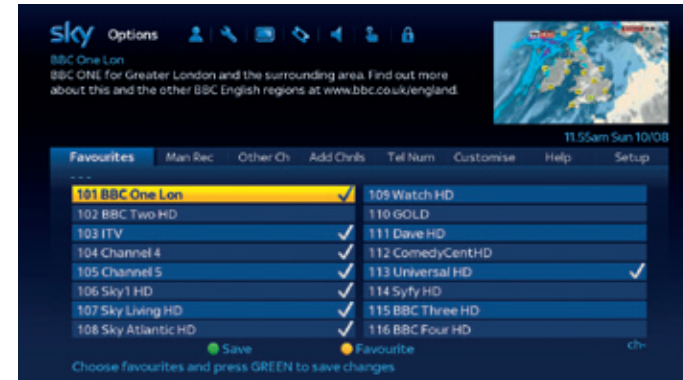 sky Options
BBC One Lon
BBC ONE for Greater London and the surrounding area. Find out more
about this and the other BBC English regions at www.bbc.co.uk/england.
11.55am Sun 10/08
Favourites Man Rec Other Ch Add Chnls Tel Num Customise Help Setup
---
101 BBC One Lon
102 BBC Two HD
103 ITV
104 Channel 4
105 Channel 5
106 Sky1 HD
107 Sky Living HD
108 Sky Atlantic HD
109 Watch HD
110 GOLD
111 Dave HD
112 ComedyCentHD
113 Universal HD
114 Syfy HD
115 BBC Three HD
116 BBC Four HD
Save Favourite ch-
Choose favourites and press GREEN to save changes